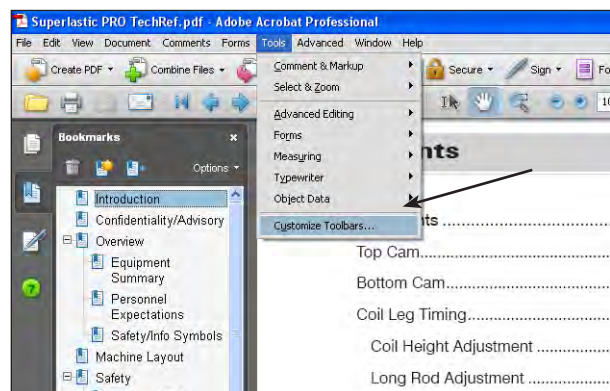 Superlastic PRO TechRef.pdf - Adobe Acrobat Professional
File Edit View Document Comments Forms Tools Advanced Window Help
Create PDF Combine Files Secure Sign Fo
Comment & Markup
Select & Zoom
Advanced Editing
Forms
Measuring
Typewriter
Object Data
Customize Toolbars...
Bookmarks
Options
Introduction
Confidentiality/Advisory
Overview
Equipment
Summary
Personnel
Expectations
Safety/Info Symbols
Machine Layout
Safety
nts
nts
Top Cam
Bottom Cam
Coil Leg Timing
Coil Height Adjustment
Long Rod Adjustment